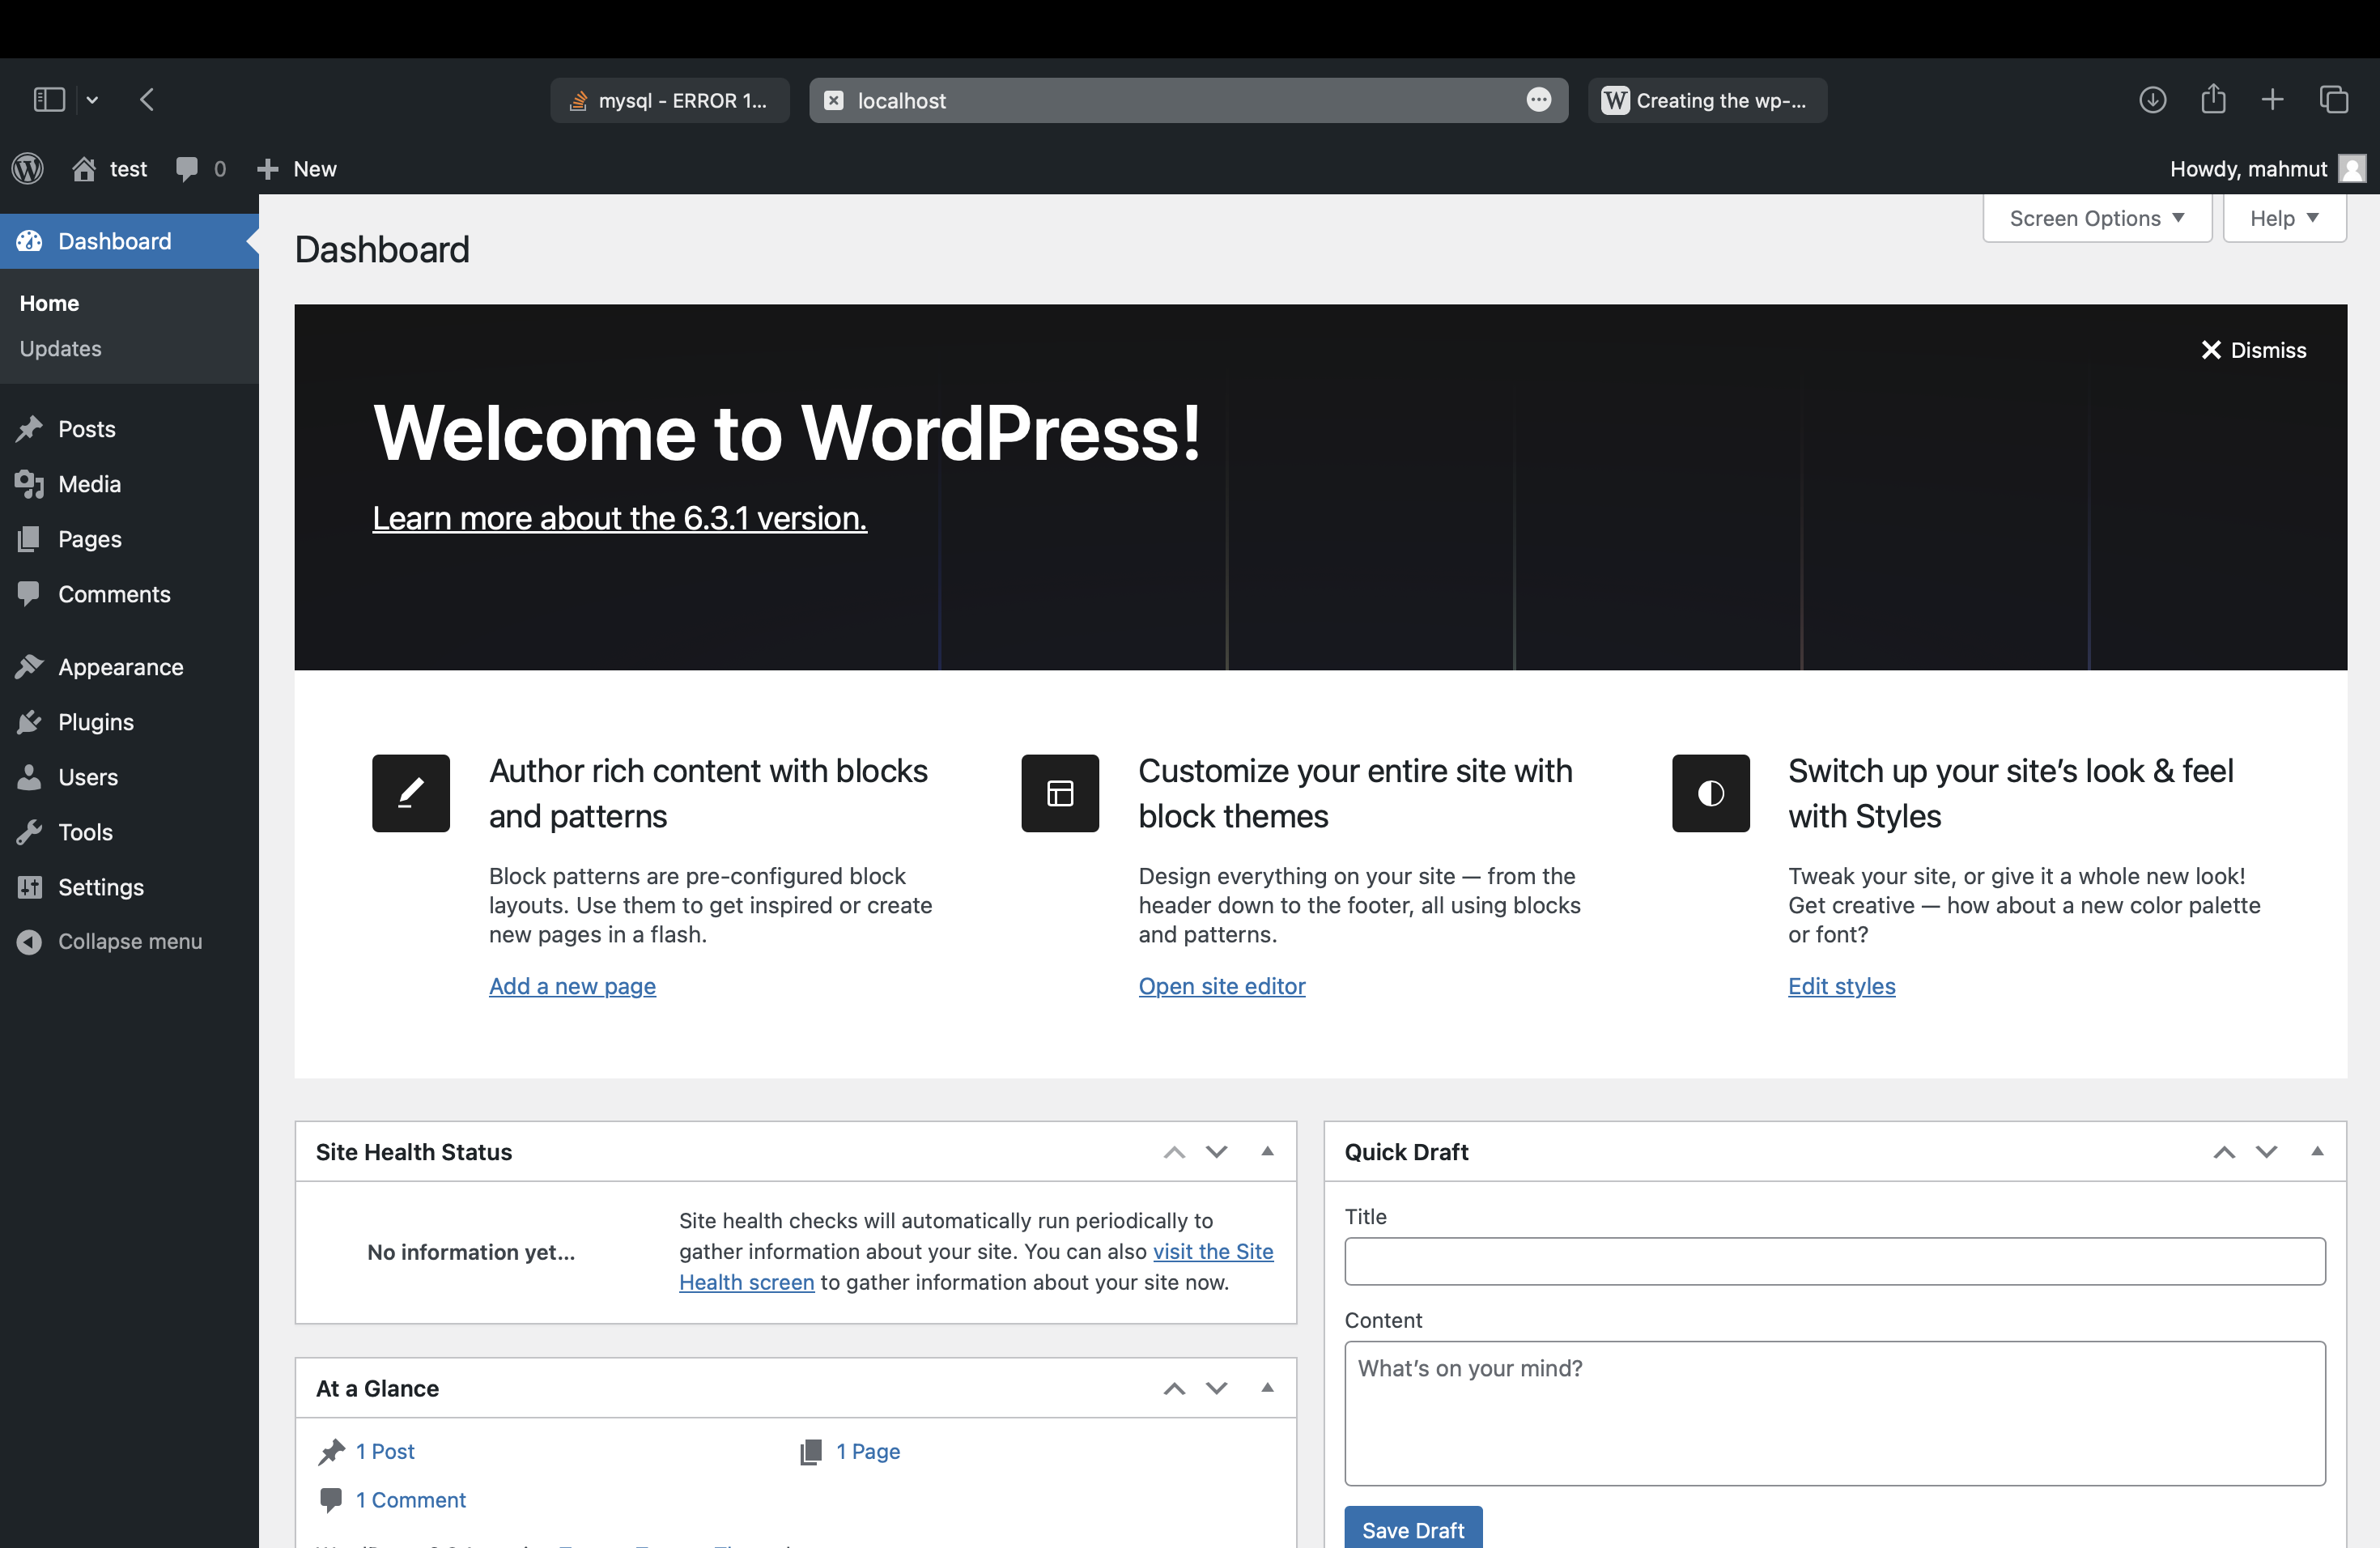 mysql - ERROR 1...
localhost
W Creating the wp-...
test
0
New
Howdy, mahmut
Dashboard
Home
Updates
Posts
Media
Pages
Comments
Appearance
Plugins
Users
Tools
Settings
Collapse menu
Screen Options
Help
Dashboard
Dismiss
Welcome to WordPress!
Learn more about the 6.3.1 version.
Author rich content with blocks
and patterns
Block patterns are pre-configured block
layouts. Use them to get inspired or create
new pages in a flash.
Add a new page
Customize your entire site with
block themes
Design everything on your site — from the
header down to the footer, all using blocks
and patterns.
Open site editor
Switch up your site’s look & feel
with Styles
Tweak your site, or give it a whole new look!
Get creative — how about a new color palette
or font?
Edit styles
Site Health Status
No information yet...
Site health checks will automatically run periodically to
gather information about your site. You can also visit the Site
Health screen to gather information about your site now.
At a Glance
1 Post
1 Page
1 Comment
Quick Draft
Title
Content
What’s on your mind?
Save Draft